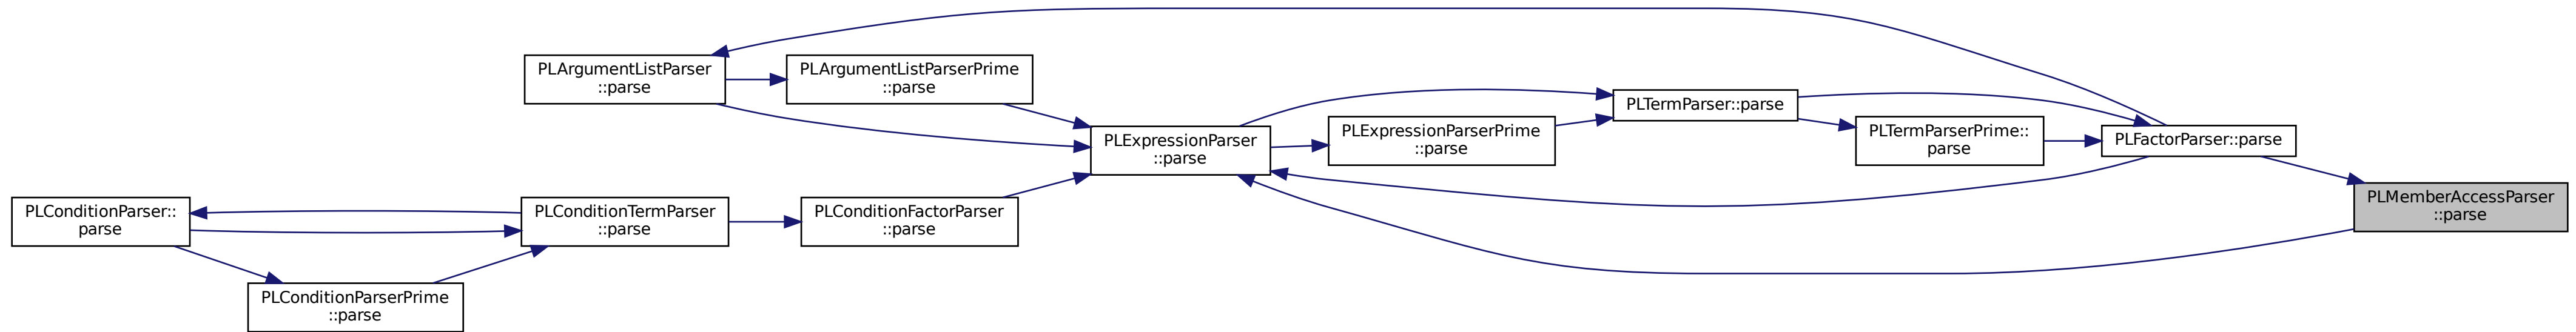 PLArgumentListParser
::parse
PLArgumentListParserPrime
::parse
PLExpressionParser
::parse
PLExpressionParserPrime
::parse
PLTermParser::parse
PLTermParserPrime::
parse
PLFactorParser::parse
PLMemberAccessParser
::parse
PLConditionParser::
parse
PLConditionTermParser
::parse
PLConditionFactorParser
::parse
PLConditionParserPrime
::parse